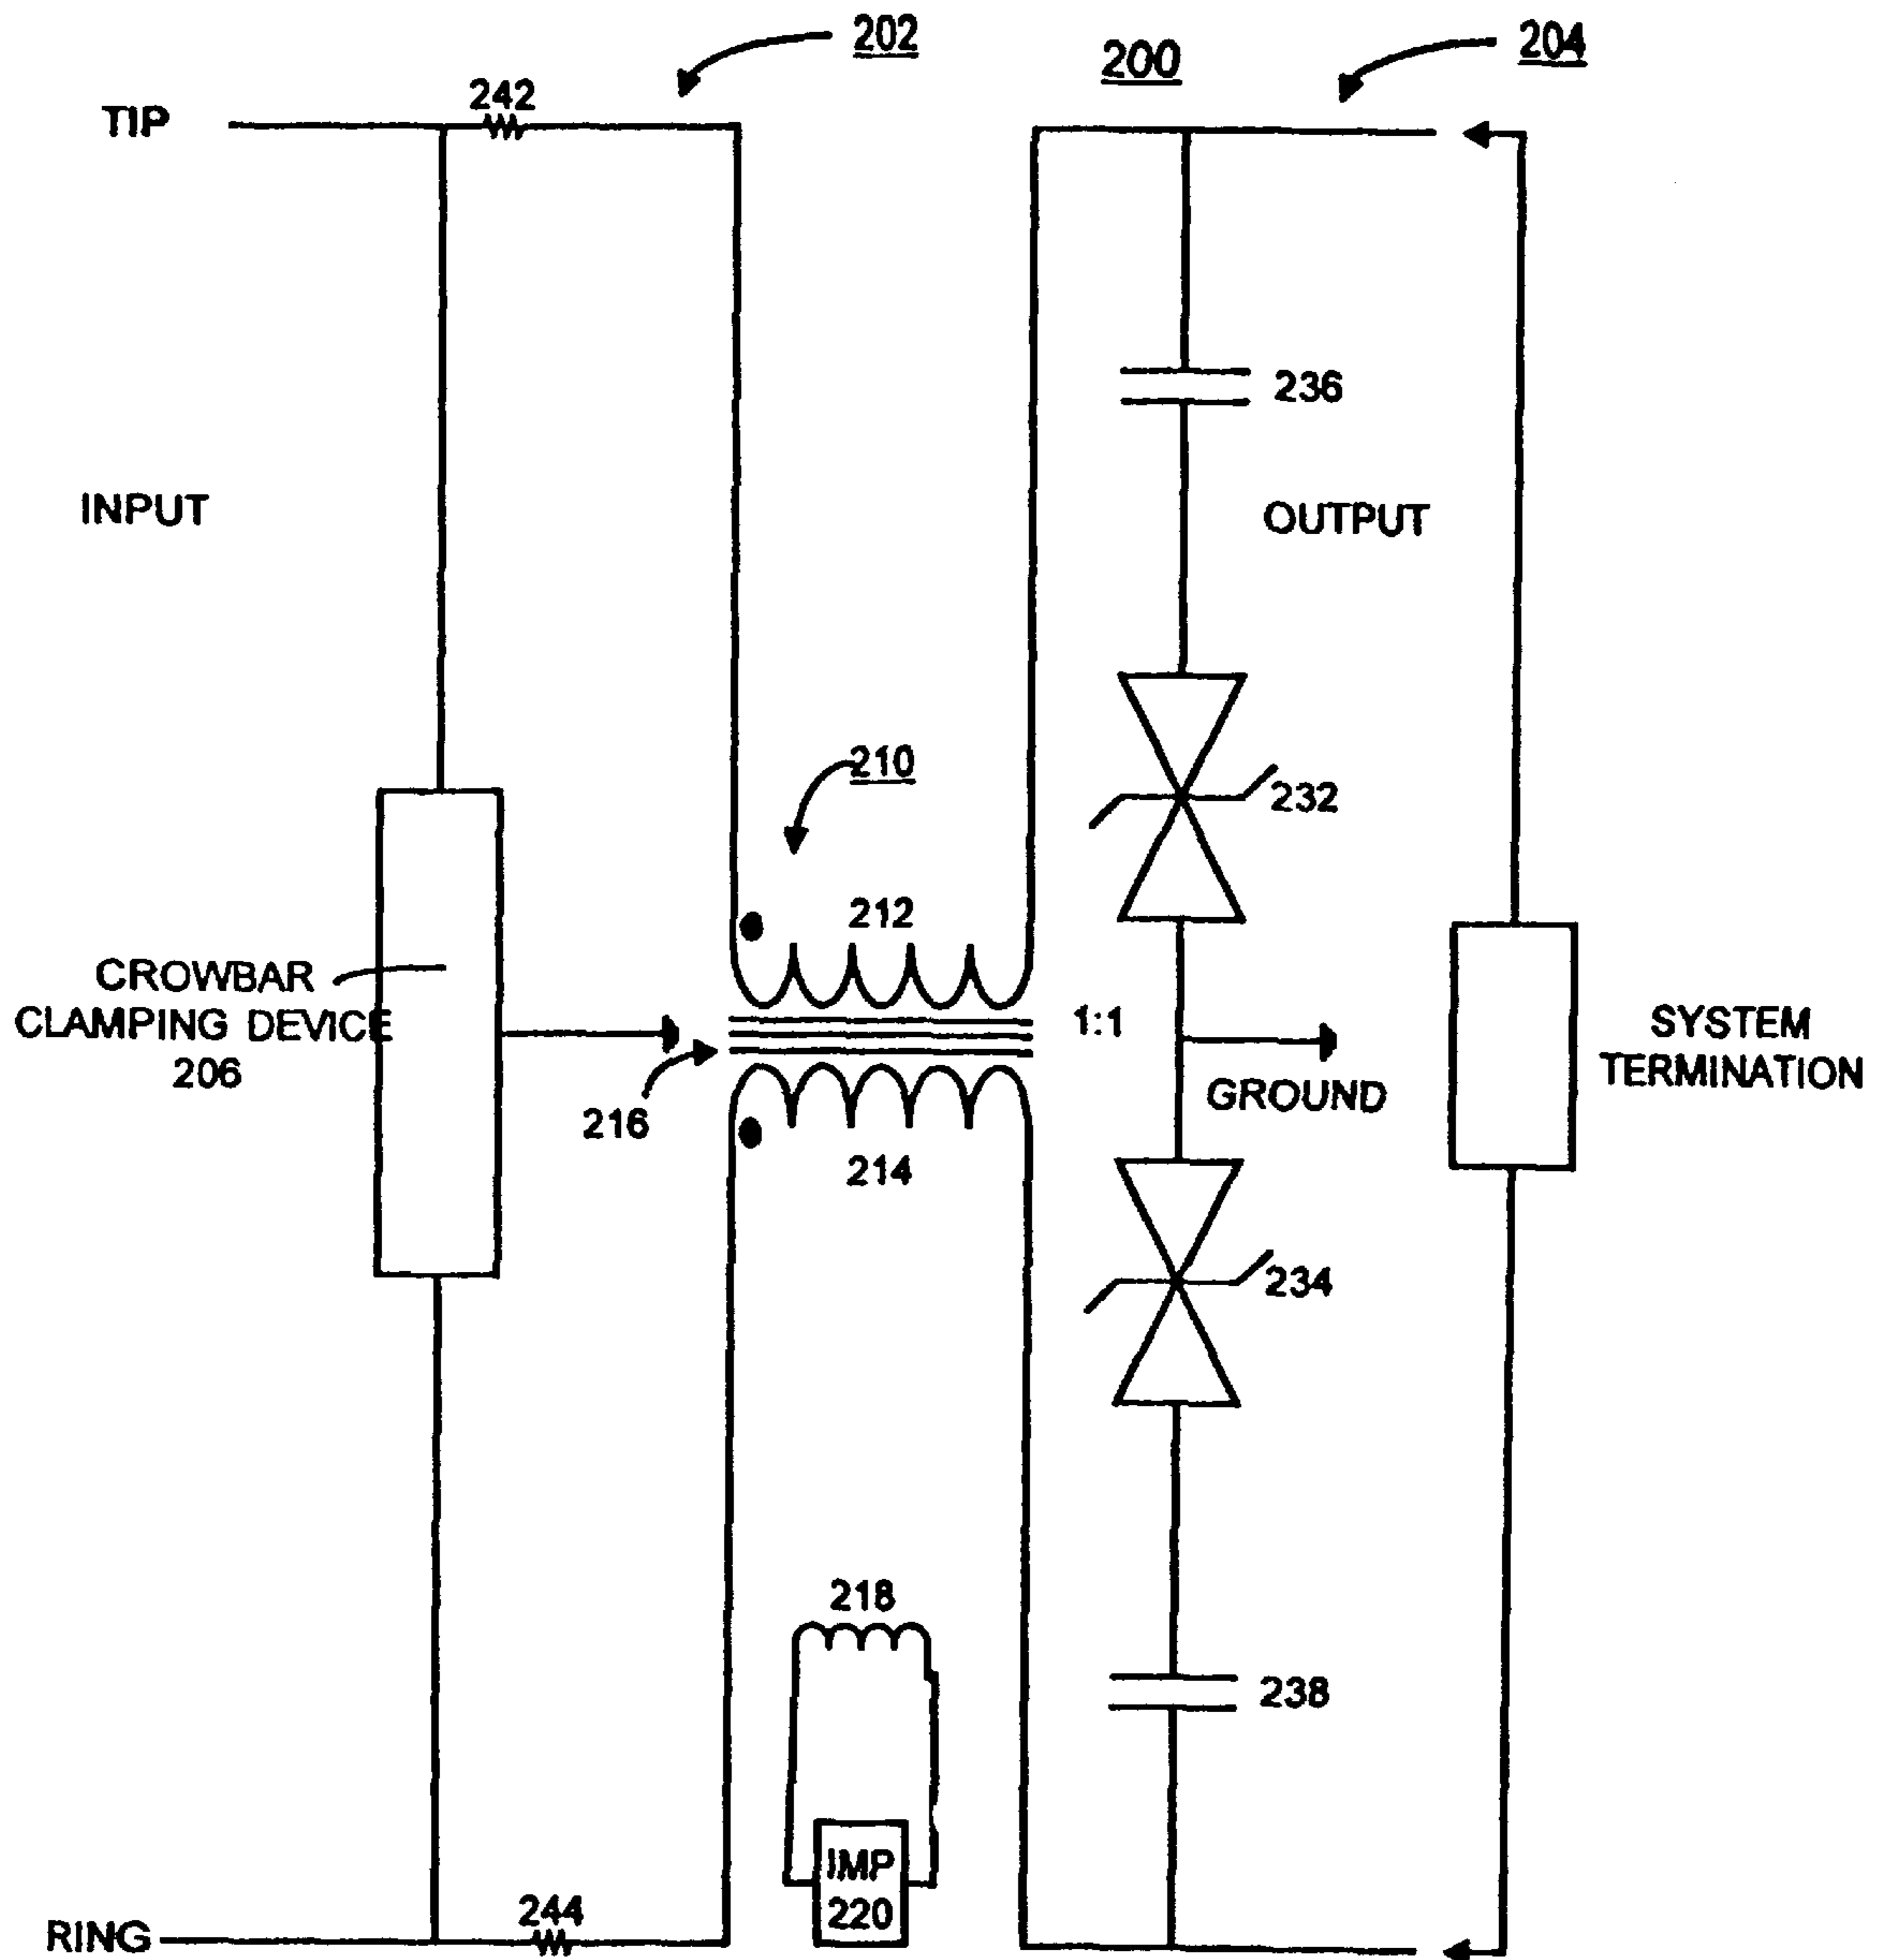 202
200
204
242
TIP
236
INPUT
OUTPUT
210
232
212
CROWBAR
CLAMPING DEVICE
206
1:1
SYSTEM
TERMINATION
GROUND
216
214
234
218
238
IMP
220
244
RING